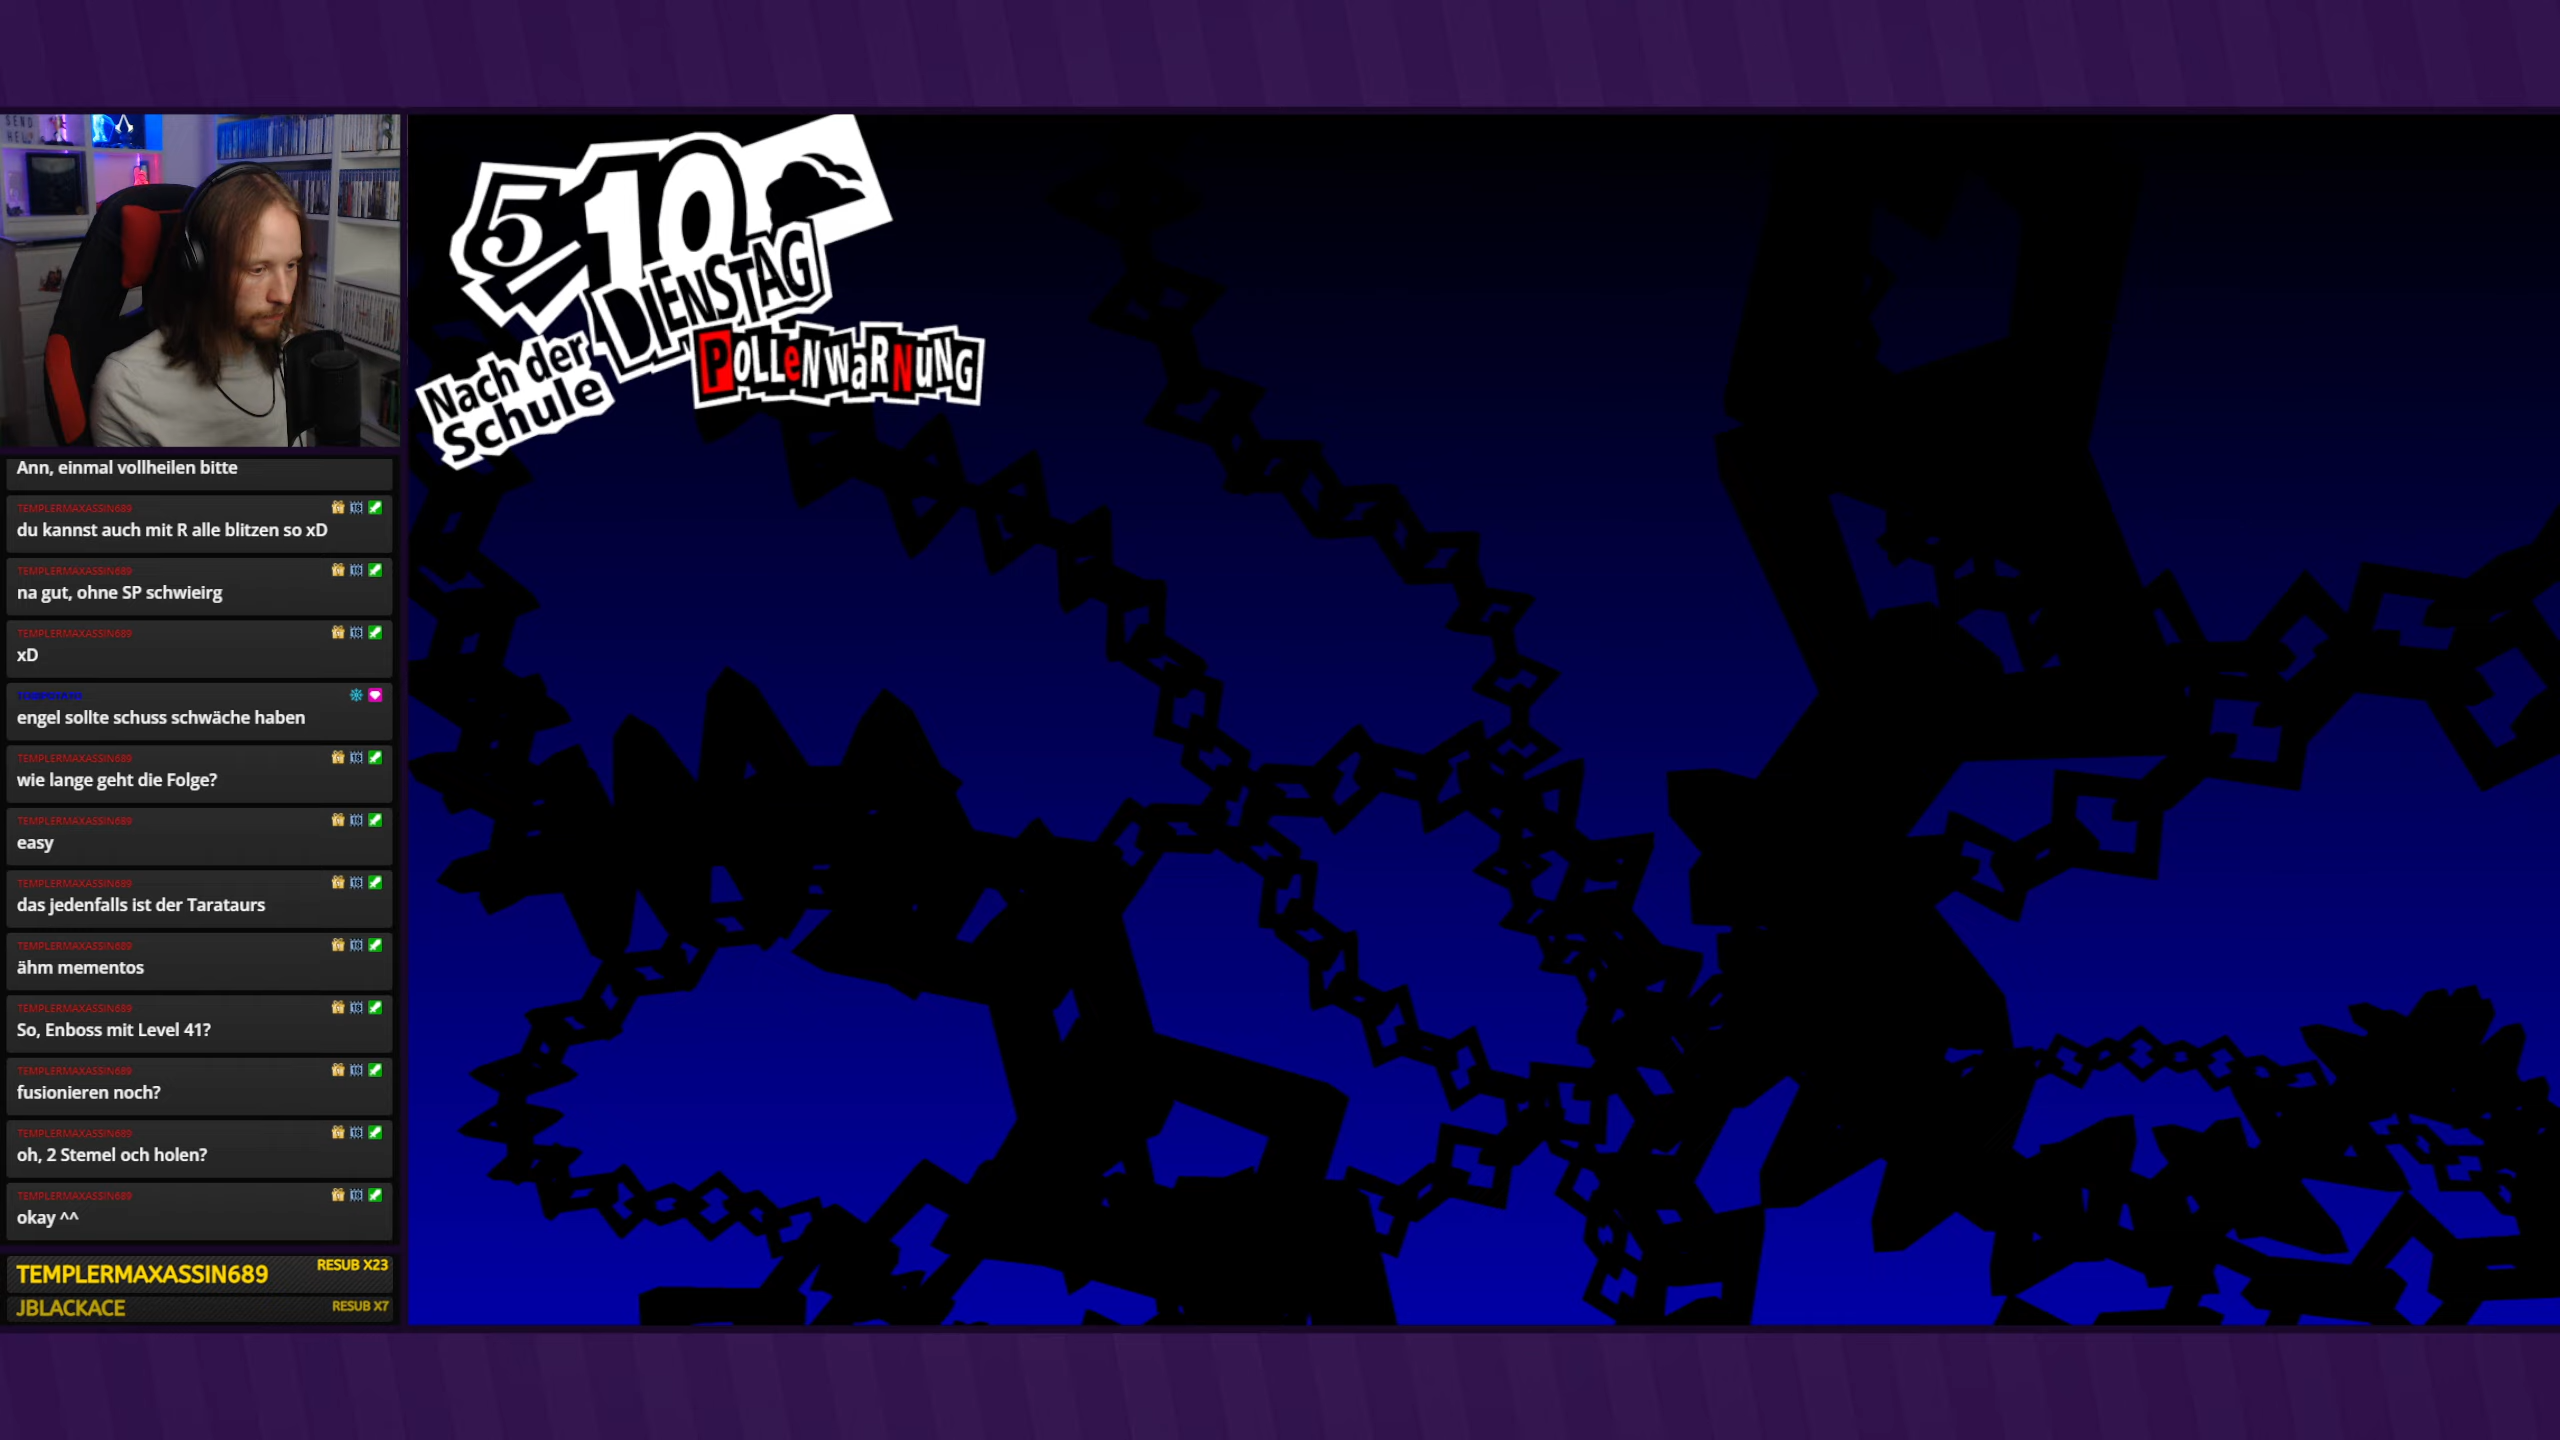 SEND
HELP
5/10
DIENSTAG
Nach der
Schule
POLLeNWaRNuNG
Ann, einmal vollheilen bitte
TEMPLERMAXASSIN689
du kannst auch mit R alle blitzen so xD
TEMPLERMAXASSIN689
na gut, ohne SP schwieirg
TEMPLERMAXASSIN689
xD
engel sollte schuss schwäche haben
TEMPLERMAXASSIN689
wie lange geht die Folge?
TEMPLERMAXASSIN689
easy
TEMPLERMAXASSIN689
das jedenfalls ist der Tarataurs
TEMPLERMAXASSIN689
ähm mementos
TEMPLERMAXASSIN689
So, Enboss mit Level 41?
TEMPLERMAXASSIN689
fusionieren noch?
TEMPLERMAXASSIN689
oh, 2 Stemel och holen?
TEMPLERMAXASSIN689
okay ^^
TEMPLERMAXASSIN689 RESUB X23
JBLACKACE RESUB X7